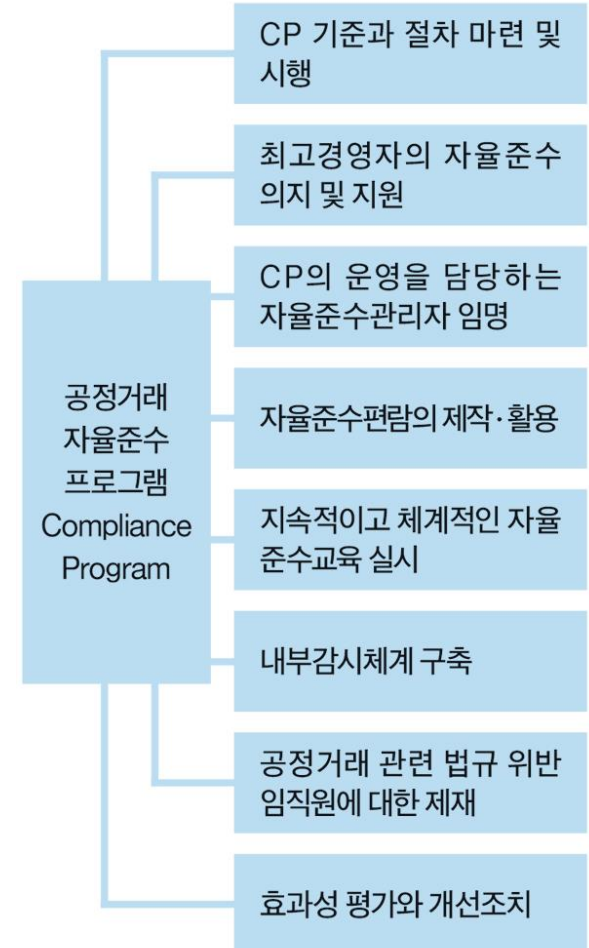 CP 기준과 절차 마련 및
시행
최고경영자의 자율준수
의지 및 지원
CP의 운영을 담당하는
자율준수관리자 임명
공정거래
자율준수
프로그램
Compliance
Program
자율준수편람의 제작·활용
지속적이고 체계적인 자율
준수교육 실시
내부감시체계 구축
공정거래 관련 법규 위반
임직원에 대한 제재
효과성 평가와 개선조치